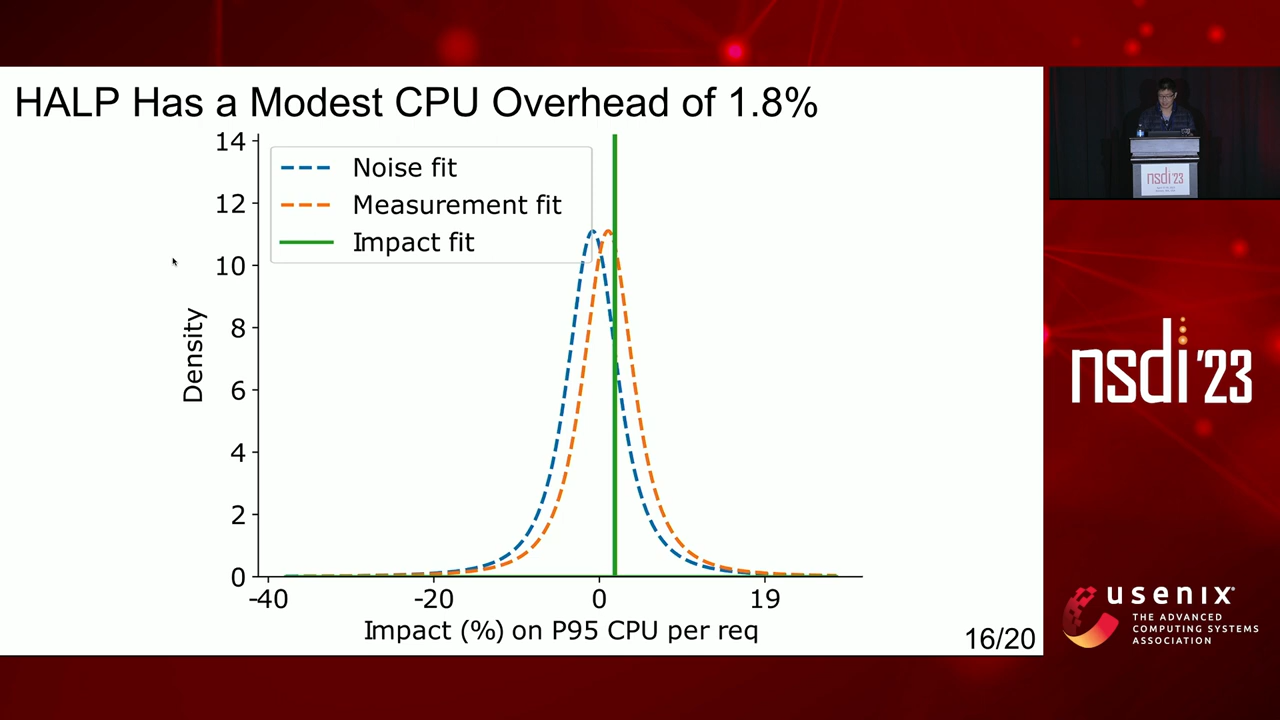 HALP Has a Modest CPU Overhead of 1.8%
14
12
10
8
6
4
2
0
Density
Noise fit
Measurement fit
Impact fit
-40
-20
0
19
Impact (%) on P95 CPU per req
16/20
nsdi'23
nsdi '23
usenix
THE ADVANCED
COMPUTING SYSTEMS
ASSOCIATION